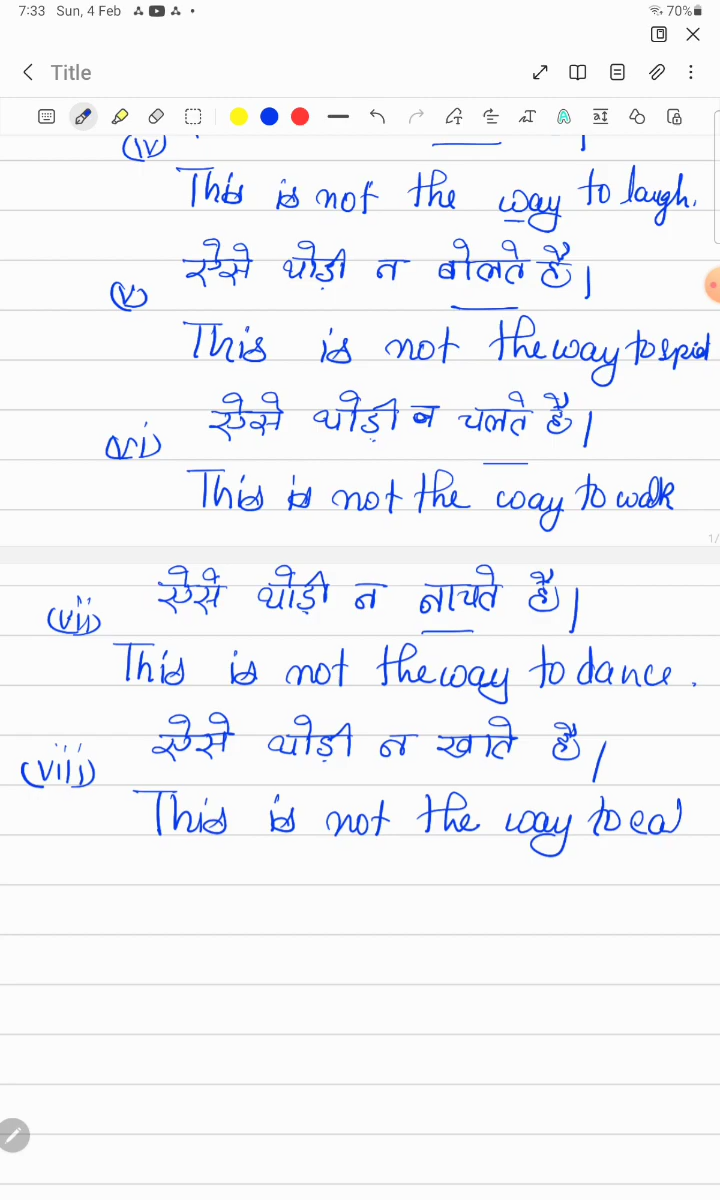 7:33 Sun, 4 Feb 70%
Title
(iv)
This is not the way to laugh.
(v) ऐसे थोड़ी न बोलते हैं।
This is not the way to spid
(vi) ऐसे थोड़ी न चलते हैं।
This is not the way to walk
1/
(vii) ऐसे थोड़ी न नाचते हैं।
This is not the way to dance.
(viii) ऐसे थोड़ी न खाते हैं।
This is not the way to eat